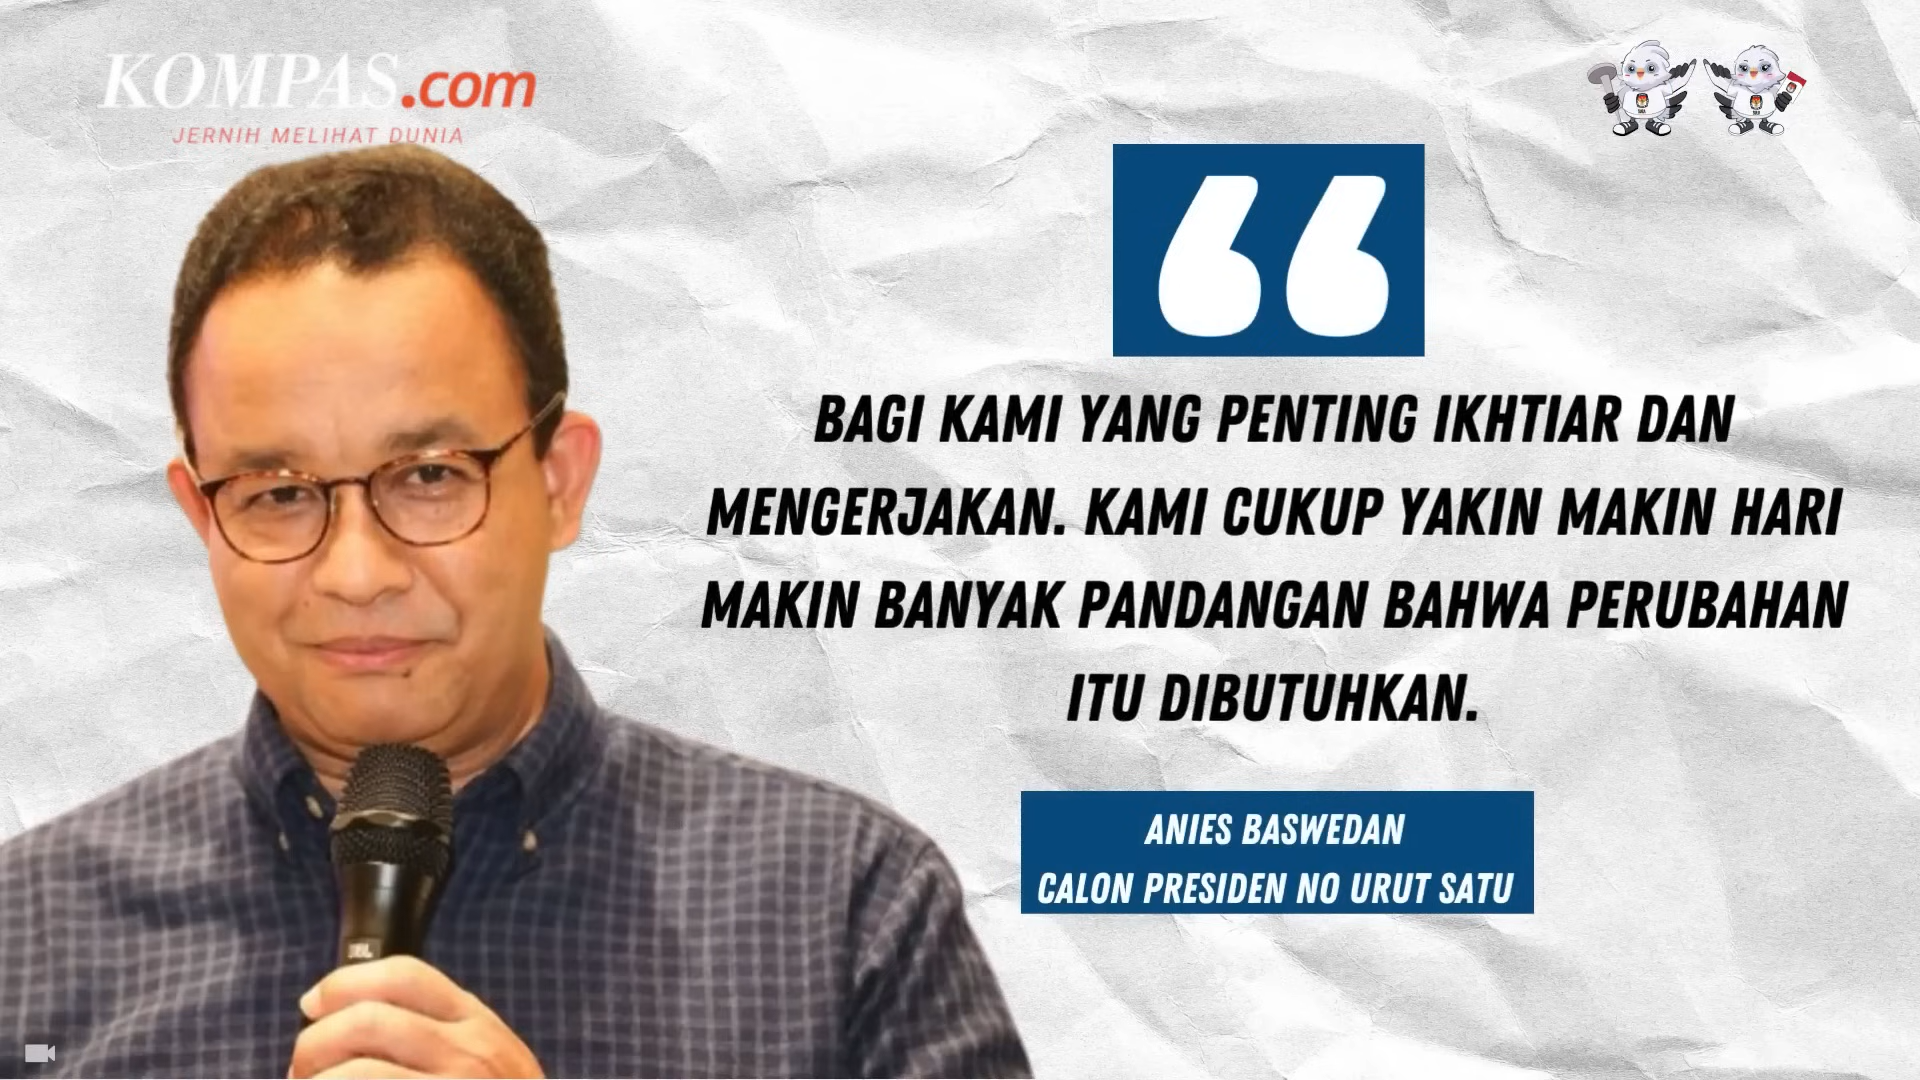 KOMPAS.com
JERNIH MELIHAT DUNIA
BAGI KAMI YANG PENTING IKHTIAR DAN
MENGERJAKAN. KAMI CUKUP YAKIN MAKIN HARI
MAKIN BANYAK PANDANGAN BAHWA PERUBAHAN
ITU DIBUTUHKAN.
ANIES BASWEDAN
CALON PRESIDEN NO URUT SATU
JBL